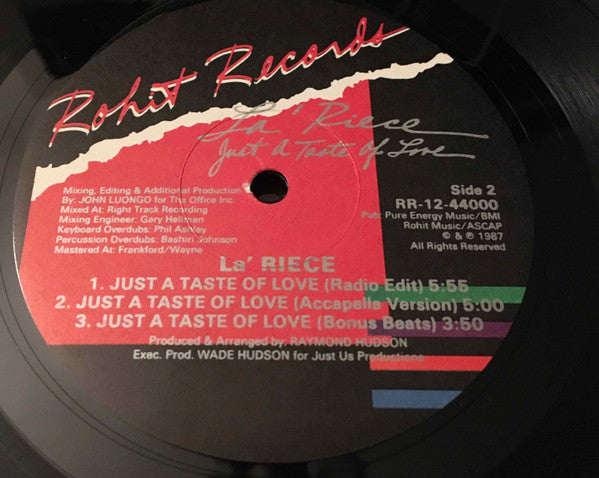 Rohit Records
La' Riece
Just A Taste Of Love
Mixing, Editing & Additional Production
By: JOHN LUONGO for The Office Inc
Mixed At: Right Track Recording
Mixing Engineer: Gary Hellman
Keyboard Overdubs: Phil Ashley
Percussion Overdubs: Bashiri Johnson
Mastered At: Frankford/Wayne
Side 2
RR-12-44000
Pub: Pure Energy Music/BMI
Rohit Music/ASCAP
© & ℗ 1987
All Rights Reserved
La' RIECE
1. JUST A TASTE OF LOVE (Radio Edit) 5:55
2. JUST A TASTE OF LOVE (Accapella Version) 5:00
3. JUST A TASTE OF LOVE (Bonus Beats) 3:50
Produced & Arranged by: RAYMOND HUDSON
Exec. Prod. WADE HUDSON for Just Us Productions